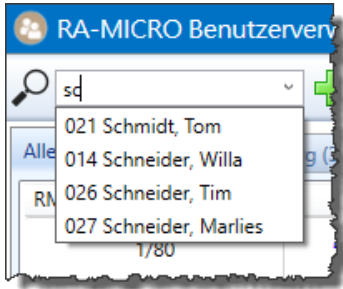 RA-MICRO Benutzerverw
sc
021 Schmidt, Tom
014 Schneider, Willa
026 Schneider, Tim
027 Schneider, Marlies
Alle
g (
RM
1/80